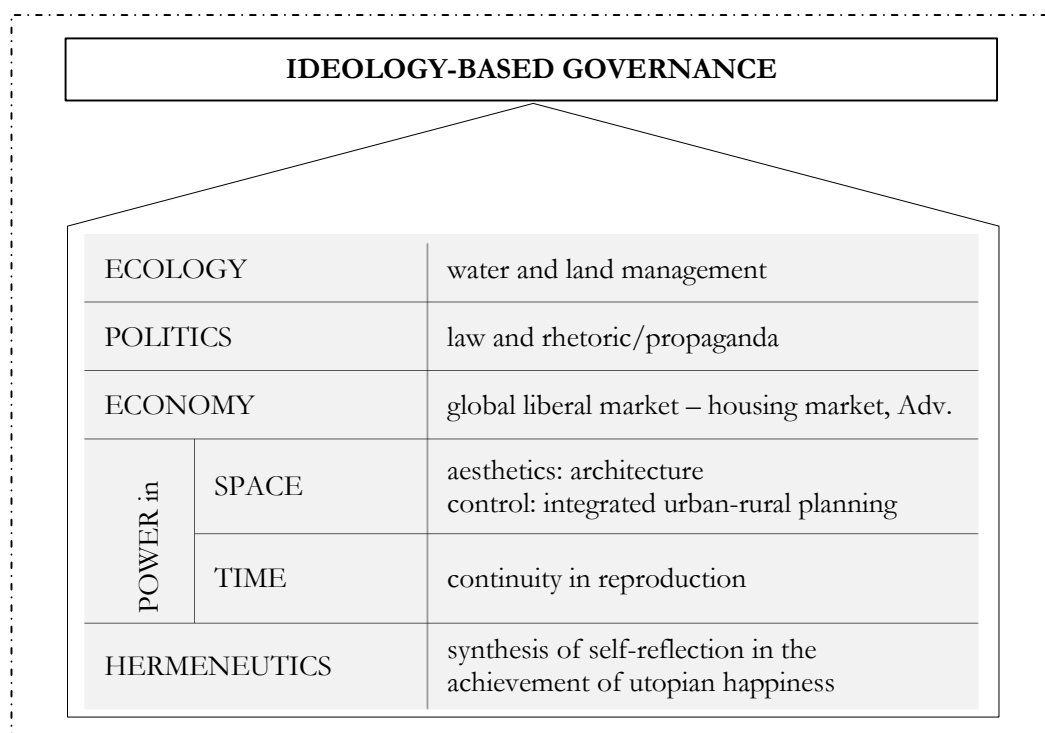 IDEOLOGY-BASED GOVERNANCE
ECOLOGY
water and land management
POLITICS
law and rhetoric/propaganda
ECONOMY
global liberal market – housing market, Adv.
POWER in
SPACE
aesthetics: architecture
control: integrated urban-rural planning
TIME
continuity in reproduction
HERMENEUTICS
synthesis of self-reflection in the
achievement of utopian happiness